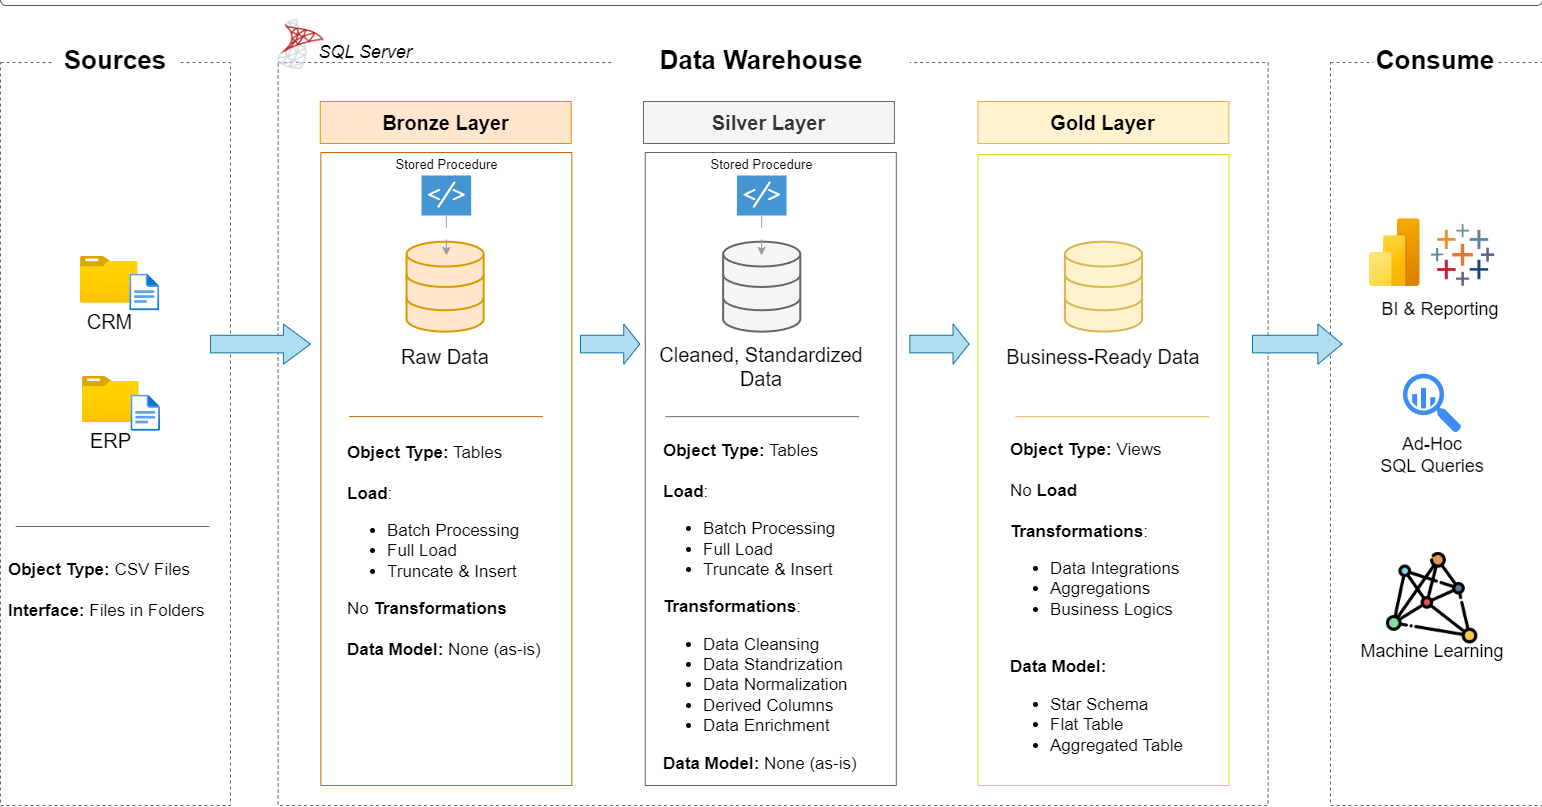 Sources
SQL Server
Data Warehouse
Consume
CRM
ERP
Object Type: CSV Files
Interface: Files in Folders
Bronze Layer
Stored Procedure
</>
Raw Data
Object Type: Tables
Load:
• Batch Processing
• Full Load
• Truncate & Insert
No Transformations
Data Model: None (as-is)
Silver Layer
Stored Procedure
</>
Cleaned, Standardized
Data
Object Type: Tables
Load:
• Batch Processing
• Full Load
• Truncate & Insert
Transformations:
• Data Cleansing
• Data Standrization
• Data Normalization
• Derived Columns
• Data Enrichment
Data Model: None (as-is)
Gold Layer
Business-Ready Data
Object Type: Views
No Load
Transformations:
• Data Integrations
• Aggregations
• Business Logics
Data Model:
• Star Schema
• Flat Table
• Aggregated Table
BI & Reporting
Ad-Hoc
SQL Queries
Machine Learning